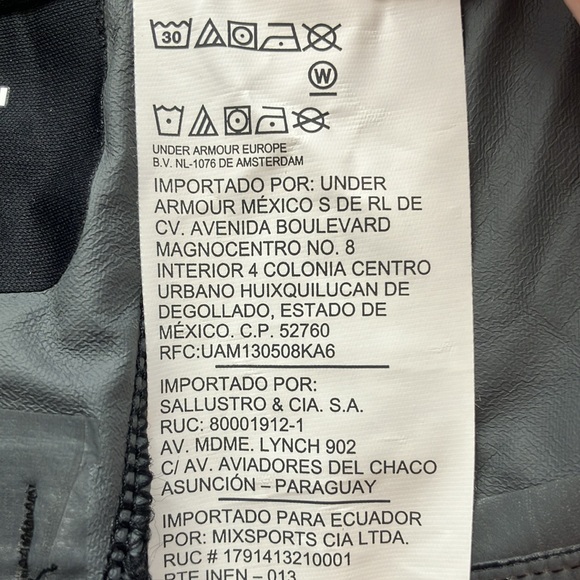 30
W
UNDER ARMOUR EUROPE
B.V. NL-1076 DE AMSTERDAM
IMPORTADO POR: UNDER
ARMOUR MÉXICO S DE RL DE
CV. AVENIDA BOULEVARD
MAGNOCENTRO NO. 8
INTERIOR 4 COLONIA CENTRO
URBANO HUIXQUILUCAN DE
DEGOLLADO, ESTADO DE
MÉXICO. C.P. 52760
RFC:UAM130508KA6
IMPORTADO POR:
SALLUSTRO & CIA. S.A.
RUC: 80001912-1
AV. MDME. LYNCH 902
C/ AV. AVIADORES DEL CHACO
ASUNCIÓN – PARAGUAY
IMPORTADO PARA ECUADOR
POR: MIXSPORTS CIA LTDA.
RUC # 1791413210001
RTE INEN – 013